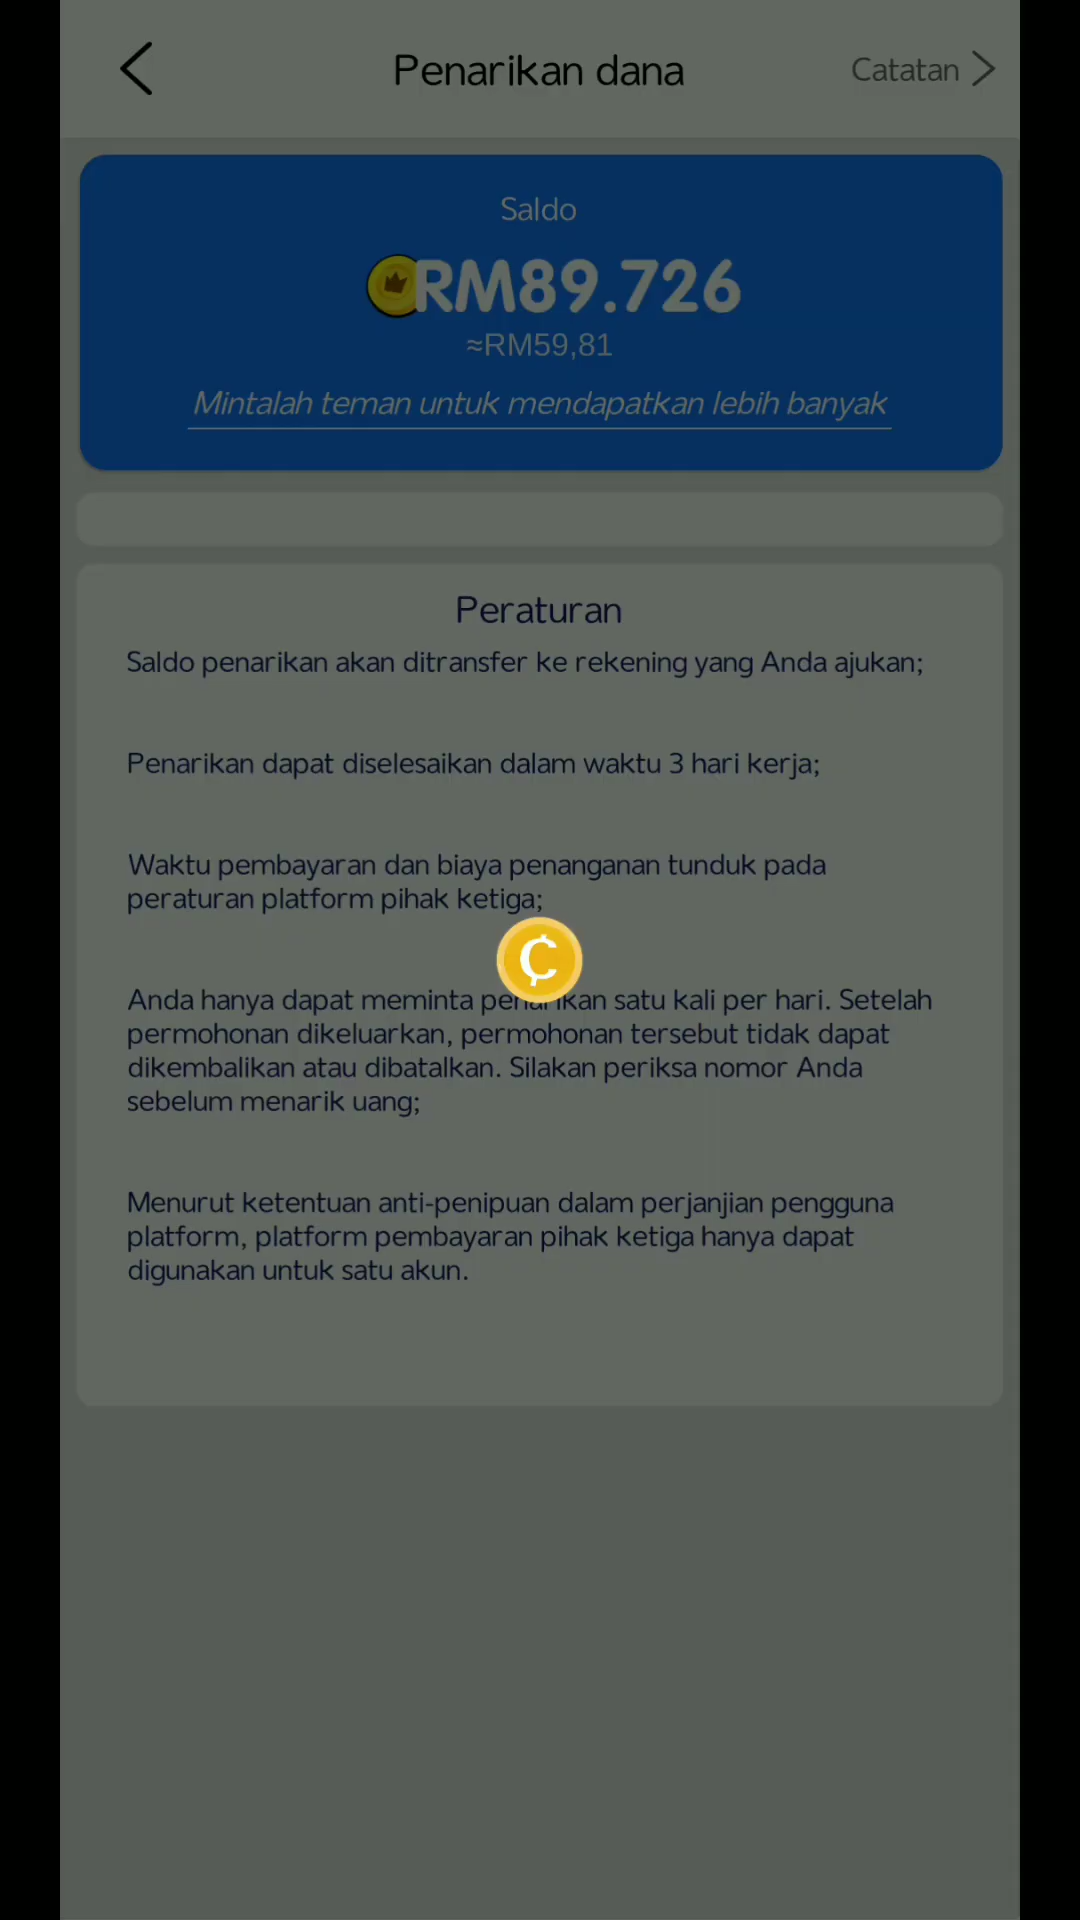 Penarikan dana
Catatan
Saldo
RM89.726
≈RM59,81
Mintalah teman untuk mendapatkan lebih banyak
Peraturan
Saldo penarikan akan ditransfer ke rekening yang Anda ajukan;
Penarikan dapat diselesaikan dalam waktu 3 hari kerja;
Waktu pembayaran dan biaya penanganan tunduk pada
peraturan platform pihak ketiga;
Anda hanya dapat meminta penarikan satu kali per hari. Setelah
permohonan dikeluarkan, permohonan tersebut tidak dapat
dikembalikan atau dibatalkan. Silakan periksa nomor Anda
sebelum menarik uang;
Menurut ketentuan anti-penipuan dalam perjanjian pengguna
platform, platform pembayaran pihak ketiga hanya dapat
digunakan untuk satu akun.